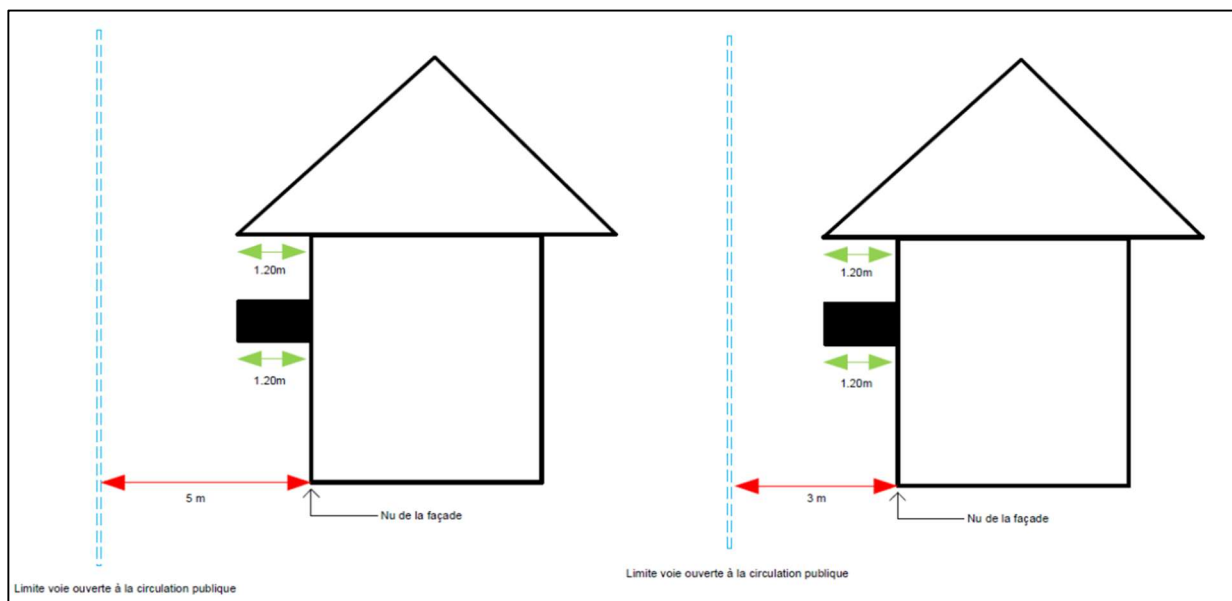 1.20m
1.20m
5 m
Nu de la façade
Limite voie ouverte à la circulation publique
1.20m
1.20m
3 m
Nu de la façade
Limite voie ouverte à la circulation publique